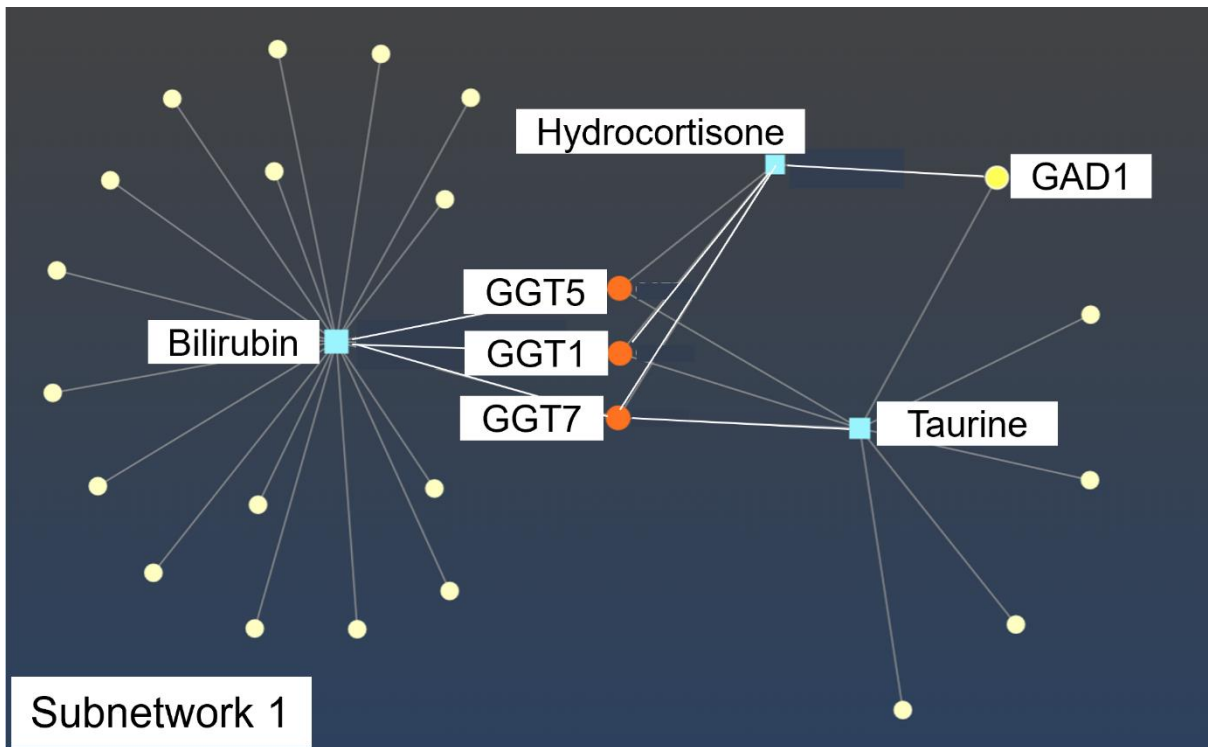 Hydrocortisone
GAD1
GGT5
Bilirubin
GGT1
GGT7
Taurine
Subnetwork 1